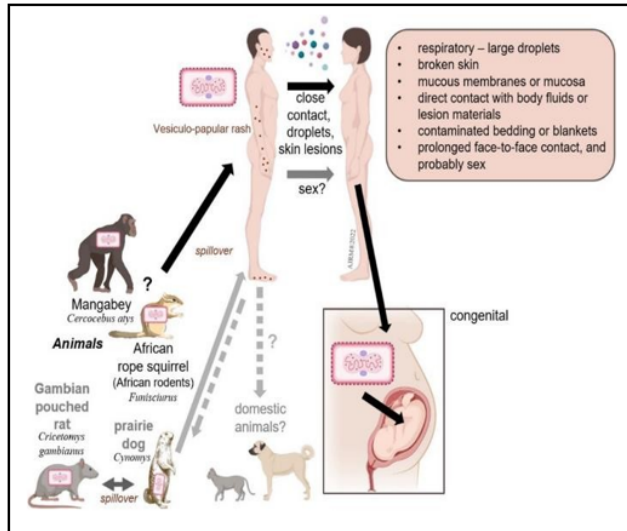 • respiratory – large droplets
• broken skin
• mucous membranes or mucosa
• direct contact with body fluids or
lesion materials
• contaminated bedding or blankets
• prolonged face-to-face contact, and
probably sex
Vesiculo-papular rash
close
contact,
droplets,
skin lesions
sex?
spillover
?
Mangabey
Cercocebus atys
Animals
African
rope squirrel
(African rodents)
Funisciurus
Gambian
pouched
rat
Cricetomys
gambianus
prairie
dog
Cynomys
spillover
?
domestic
animals?
congenital